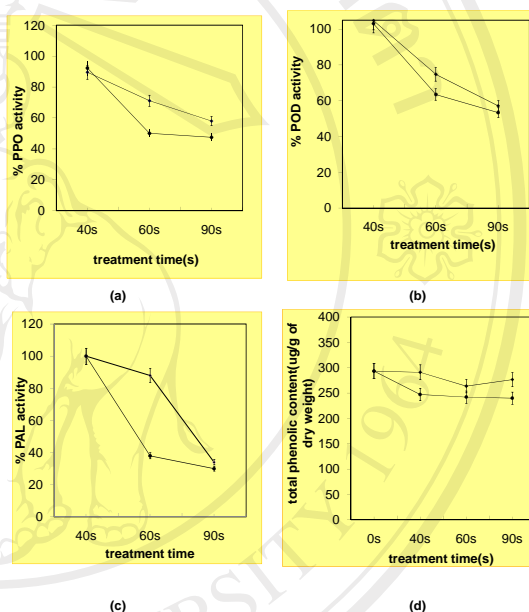 120
100
80
60
40
20
0
% PPO activity
40s 60s 90s
treatment time(s)
(a)
100
80
60
40
20
0
% POD activity
40s 60s 90s
treatment time(s)
(b)
120
100
80
60
40
20
0
% PAL activity
40s 60s 90s
treatment time
(c)
400
350
300
250
200
150
100
50
0
total phenolic content(ug/g of
dry weight)
0s 40s 60s 90s
treatment time(s)
(d)
RSITY 1964